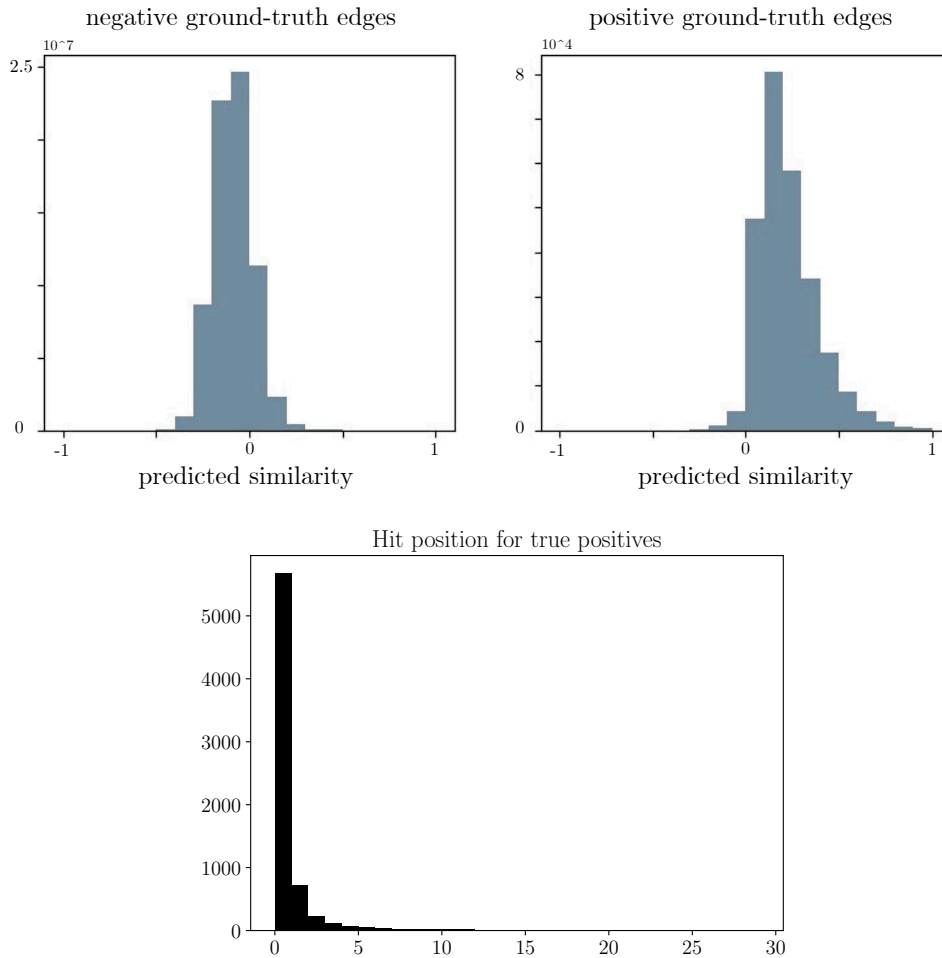 negative ground-truth edges
10^7
2.5
0
-1 0 1
predicted similarity
positive ground-truth edges
10^4
8
0
-1 0 1
predicted similarity
Hit position for true positives
5000
4000
3000
2000
1000
0
0 5 10 15 20 25 30